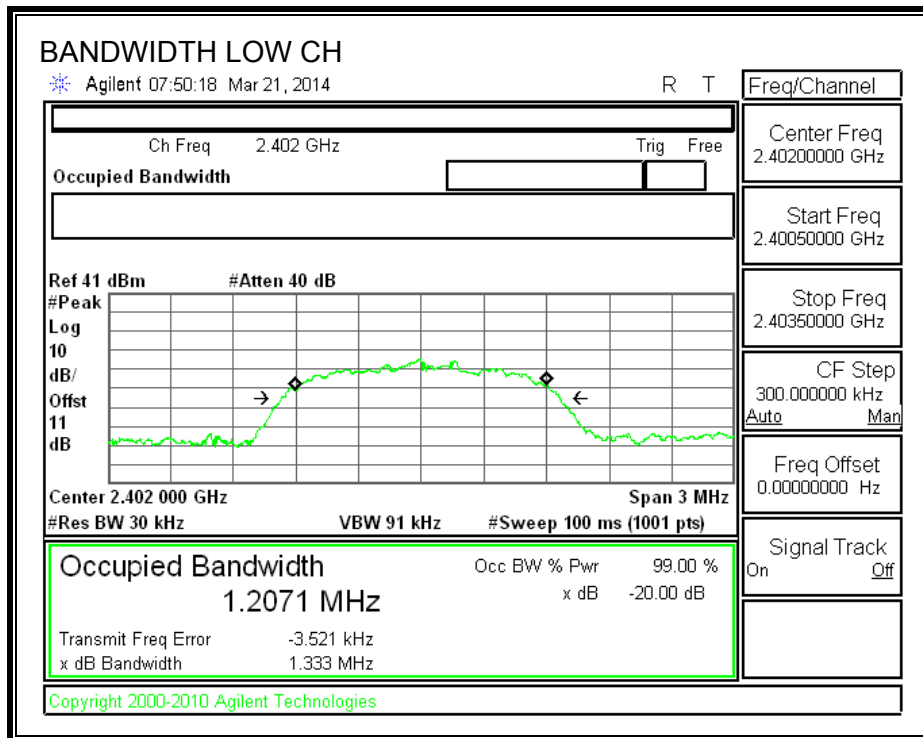 BANDWIDTH LOW CH
Agilent 07:50:18 Mar 21, 2014 R T
Freq/Channel
Ch Freq 2.402 GHz Trig Free
Occupied Bandwidth
Center Freq
2.40200000 GHz
Start Freq
2.40050000 GHz
Stop Freq
2.40350000 GHz
CF Step
300.000000 kHz
Auto Man
Freq Offset
0.00000000 Hz
Signal Track
On Off
Ref 41 dBm #Atten 40 dB
#Peak
Log
10
dB/
Offst
11
dB
Center 2.402 000 GHz Span 3 MHz
#Res BW 30 kHz VBW 91 kHz #Sweep 100 ms (1001 pts)
Occupied Bandwidth Occ BW % Pwr 99.00 %
1.2071 MHz x dB -20.00 dB
Transmit Freq Error -3.521 kHz
x dB Bandwidth 1.333 MHz
Copyright 2000-2010 Agilent Technologies